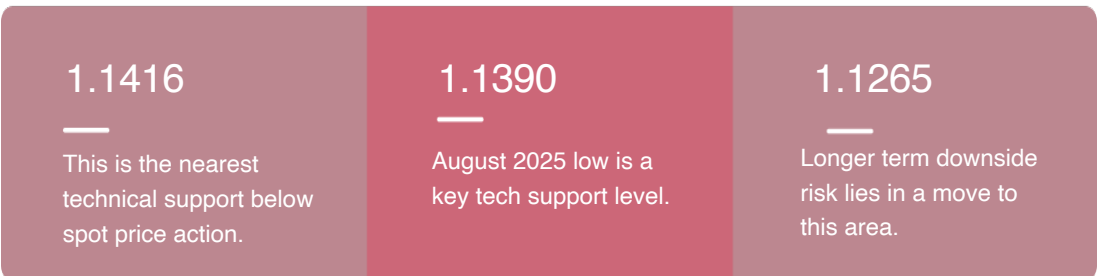 1.1416
This is the nearest
technical support below
spot price action.
1.1390
August 2025 low is a
key tech support level.
1.1265
Longer term downside
risk lies in a move to
this area.